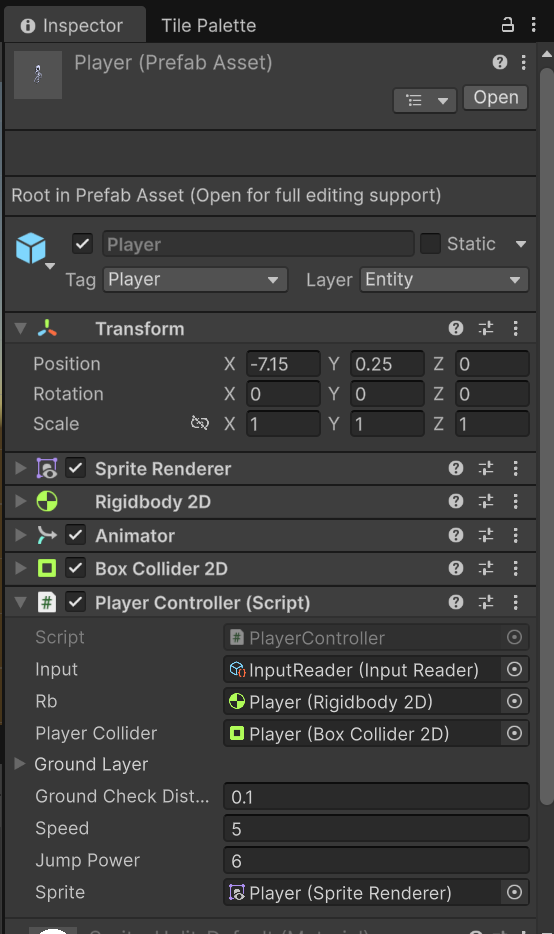 Inspector Tile Palette
Player (Prefab Asset)
Open
Root in Prefab Asset (Open for full editing support)
Player Static
Tag Player Layer Entity
Transform
Position X -7.15 Y 0.25 Z 0
Rotation X 0 Y 0 Z 0
Scale X 1 Y 1 Z 1
Sprite Renderer
Rigidbody 2D
Animator
Box Collider 2D
# Player Controller (Script)
Script # PlayerController
Input InputReader (Input Reader)
Rb Player (Rigidbody 2D)
Player Collider Player (Box Collider 2D)
Ground Layer
Ground Check Dist... 0.1
Speed 5
Jump Power 6
Sprite Player (Sprite Renderer)